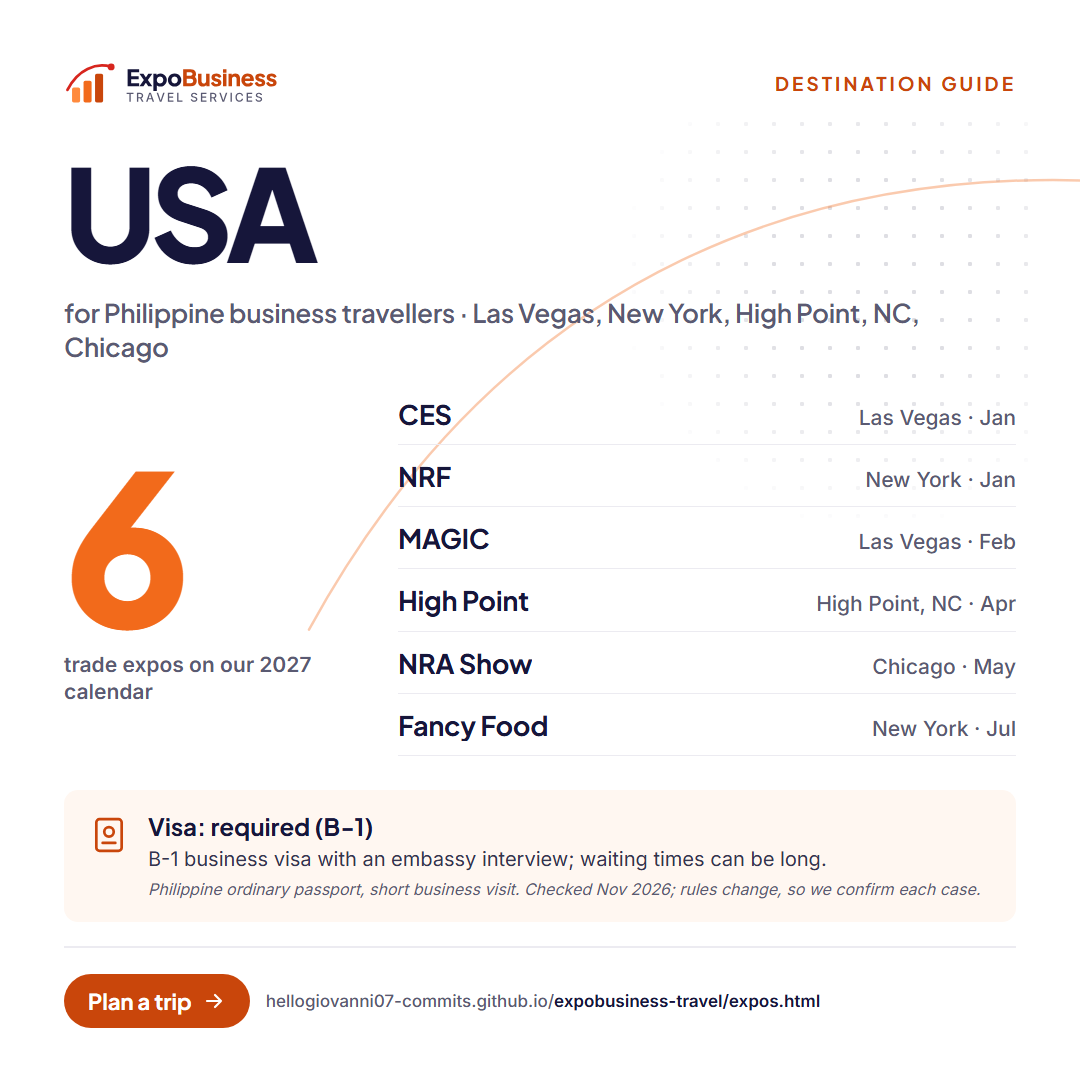 ExpoBusiness
TRAVEL SERVICES
DESTINATION GUIDE
USA
for Philippine business travellers · Las Vegas, New York, High Point, NC,
Chicago
6
trade expos on our 2027
calendar
CES
Las Vegas · Jan
NRF
New York · Jan
MAGIC
Las Vegas · Feb
High Point
High Point, NC · Apr
NRA Show
Chicago · May
Fancy Food
New York · Jul
Visa: required (B-1)
B-1 business visa with an embassy interview; waiting times can be long.
Philippine ordinary passport, short business visit. Checked Nov 2026; rules change, so we confirm each case.
Plan a trip →
hellogiovanni07-commits.github.io/expobusiness-travel/expos.html